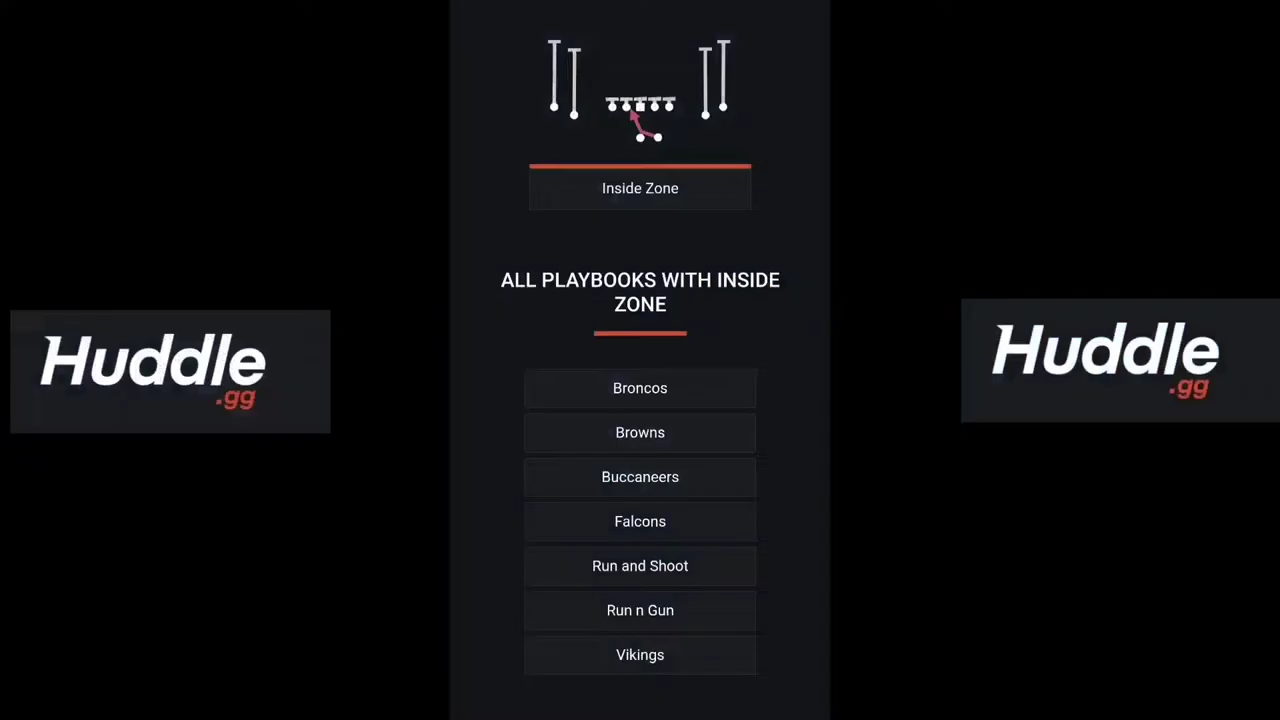 Inside Zone
ALL PLAYBOOKS WITH INSIDE
ZONE
Huddle
.gg
Huddle
.gg
Broncos
Browns
Buccaneers
Falcons
Run and Shoot
Run n Gun
Vikings